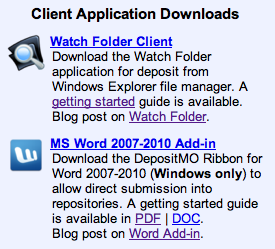 Client Application Downloads
Watch Folder Client
Download the Watch Folder
application for deposit from
Windows Explorer file manager. A
getting started guide is available.
Blog post on Watch Folder.
MS Word 2007-2010 Add-in
Download the DepositMO Ribbon for
Word 2007-2010 (Windows only) to
allow direct submission into
repositories. A getting started guide
is available in PDF | DOC.
Blog post on Word Add-in.